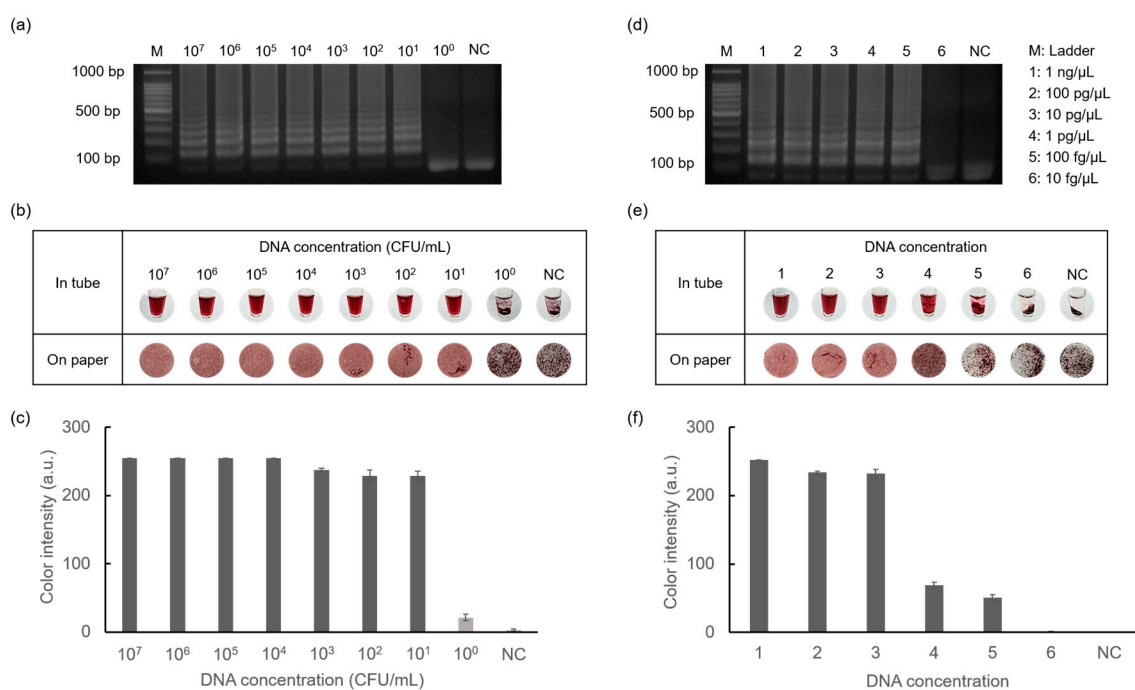 (a)
M 10⁷ 10⁶ 10⁵ 10⁴ 10³ 10² 10¹ 10⁰ NC
1000 bp
500 bp
100 bp
(b)
DNA concentration (CFU/mL)
In tube
10⁷ 10⁶ 10⁵ 10⁴ 10³ 10² 10¹ 10⁰ NC
On paper
(c)
300
200
100
0
Color intensity (a.u.)
10⁷ 10⁶ 10⁵ 10⁴ 10³ 10² 10¹ 10⁰ NC
DNA concentration (CFU/mL)
(d)
M 1 2 3 4 5 6 NC
1000 bp
500 bp
100 bp
M: Ladder
1: 1 ng/µL
2: 100 pg/µL
3: 10 pg/µL
4: 1 pg/µL
5: 100 fg/µL
6: 10 fg/µL
(e)
DNA concentration
In tube
1 2 3 4 5 6 NC
On paper
(f)
300
200
100
0
Color intensity (a.u.)
1 2 3 4 5 6 NC
DNA concentration